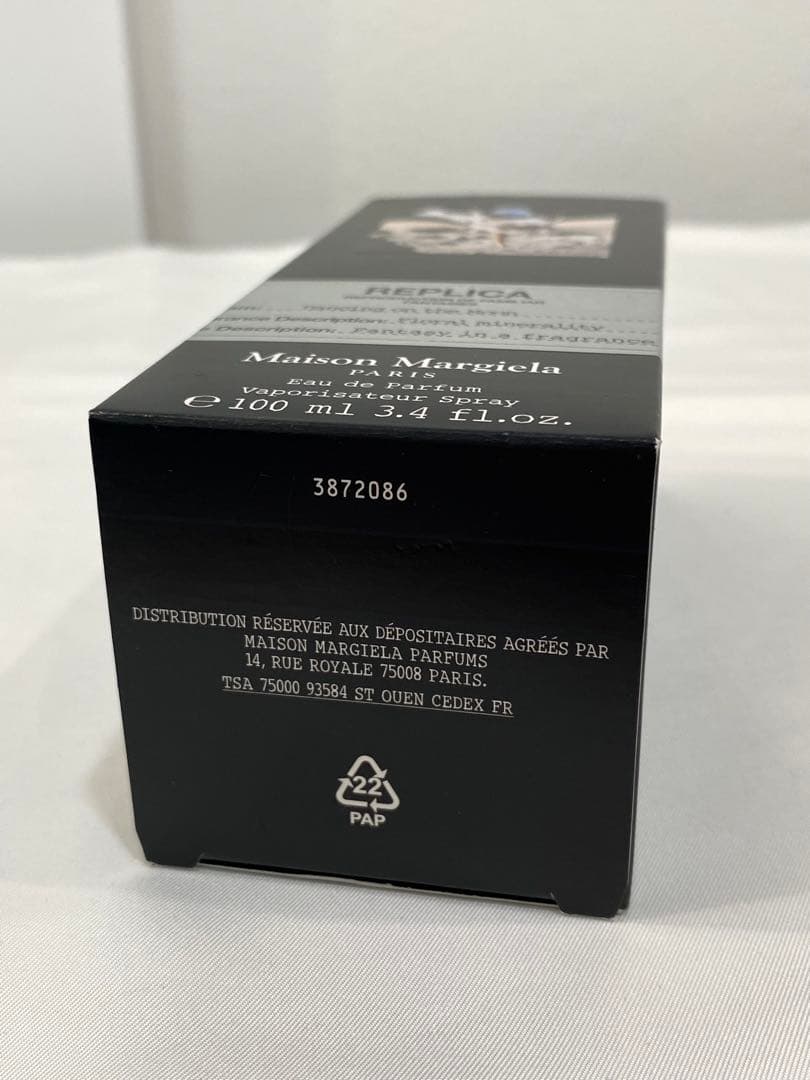 REPLICA
Dancing on the Moon
Description: Floral minerality
Description: Fantasy in a fragrance
Maison Margiela
PARIS
Eau de Parfum
Vaporisateur Spray
℮ 100 ml 3.4 fl.oz.
3872086
DISTRIBUTION RÉSERVÉE AUX DÉPOSITAIRES AGRÉÉS PAR
MAISON MARGIELA PARFUMS
14, RUE ROYALE 75008 PARIS.
TSA 75000 93584 ST OUEN CEDEX FR
22
PAP